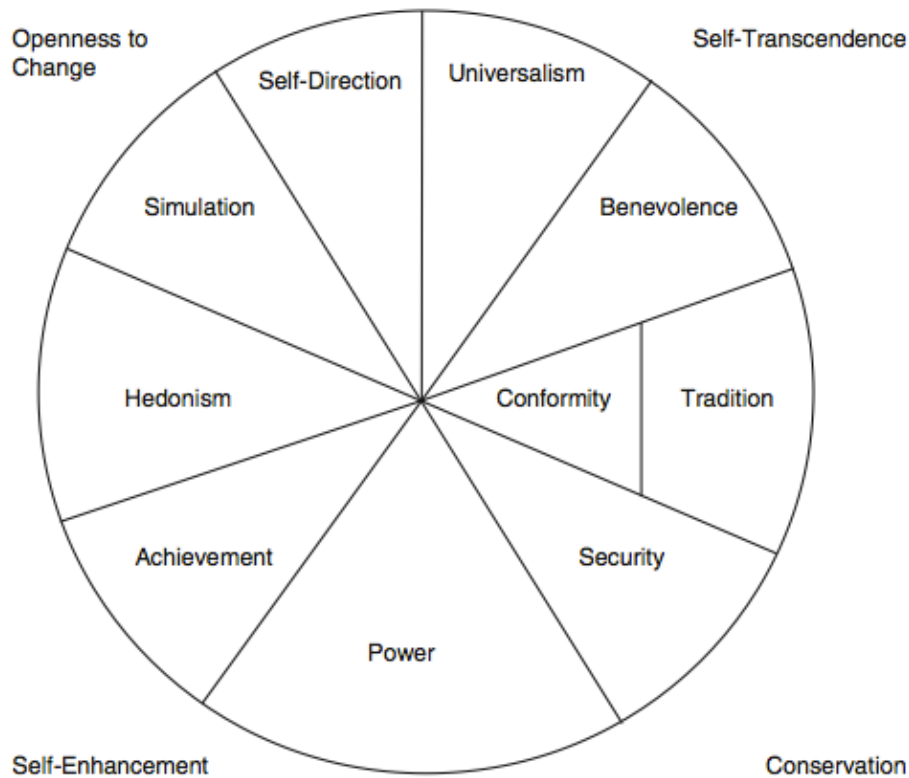 Openness to
Change
Self-Transcendence
Self-Direction
Universalism
Simulation
Benevolence
Hedonism
Conformity
Tradition
Achievement
Security
Power
Self-Enhancement
Conservation